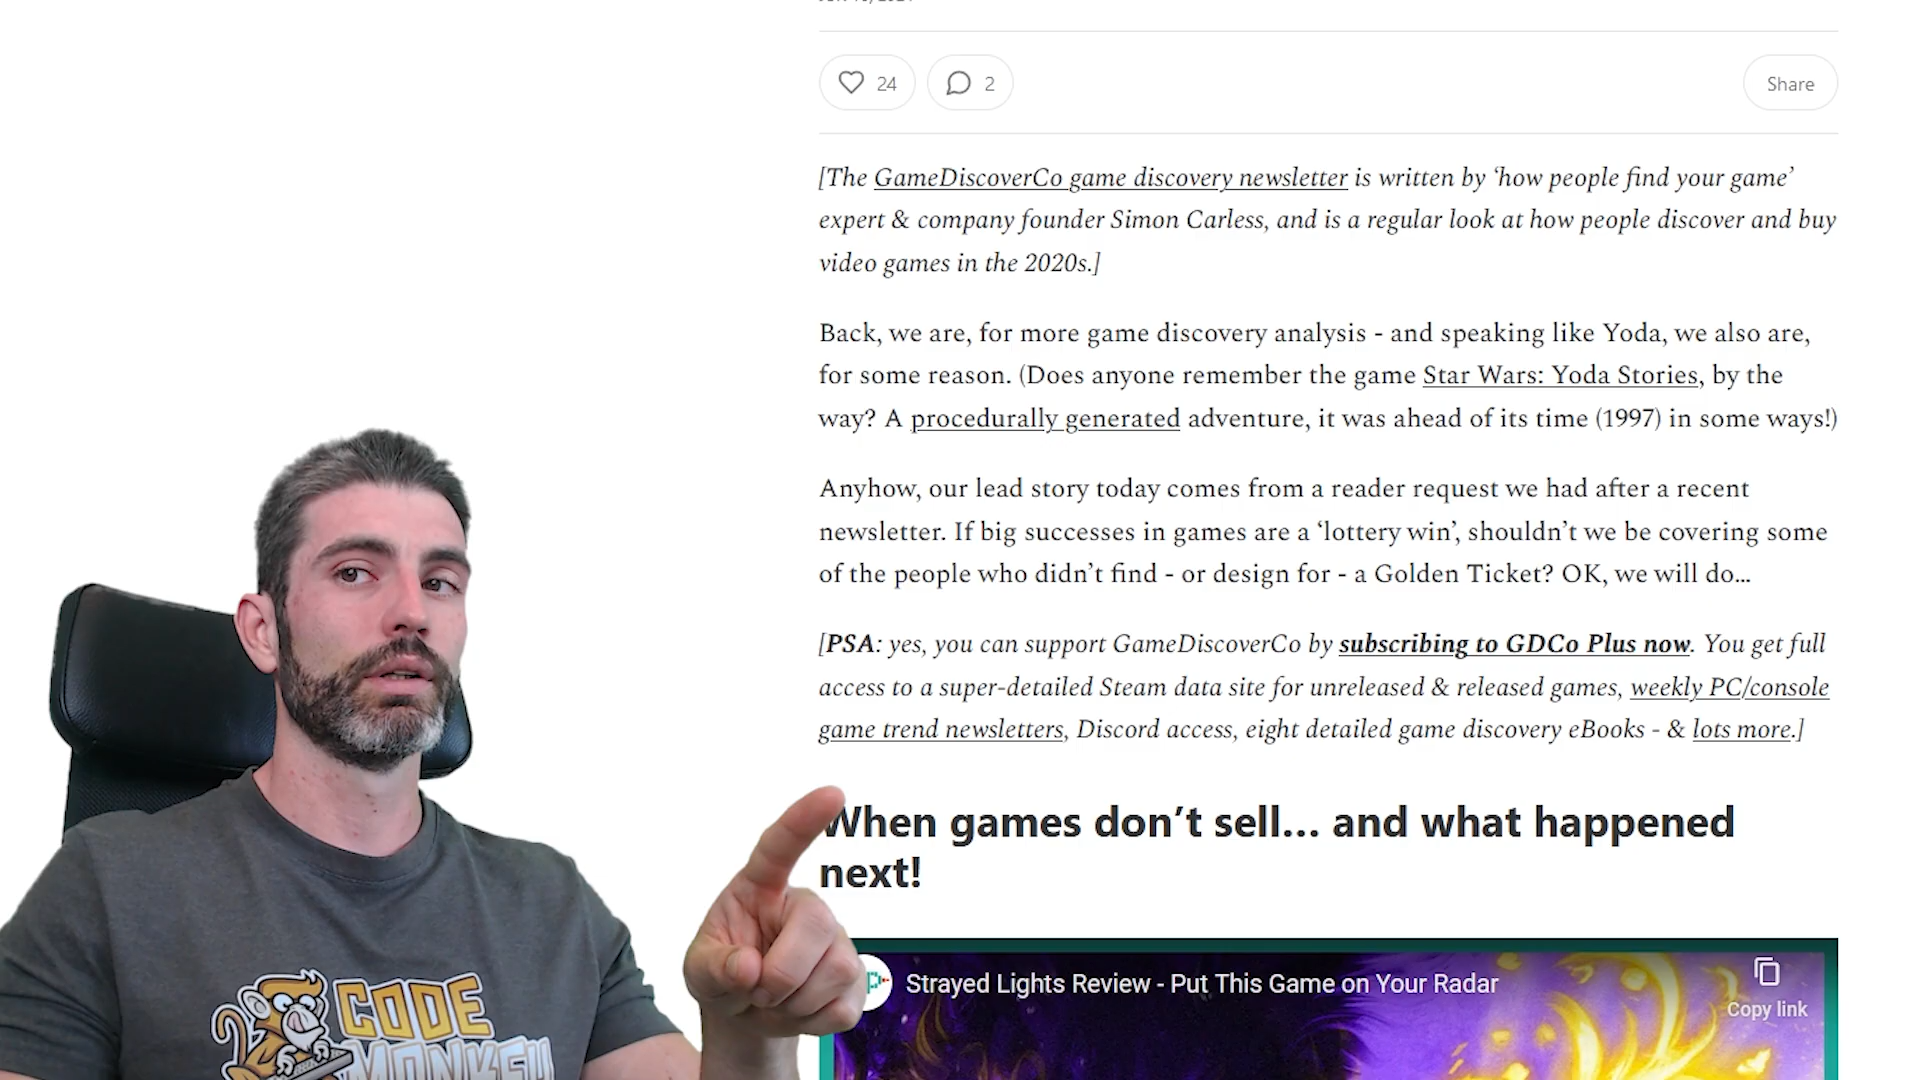 24
2
Share
[The GameDiscoverCo game discovery newsletter is written by ‘how people find your game’
expert & company founder Simon Carless, and is a regular look at how people discover and buy
video games in the 2020s.]
Back, we are, for more game discovery analysis - and speaking like Yoda, we also are,
for some reason. (Does anyone remember the game Star Wars: Yoda Stories, by the
way? A procedurally generated adventure, it was ahead of its time (1997) in some ways!)
Anyhow, our lead story today comes from a reader request we had after a recent
newsletter. If big successes in games are a ‘lottery win’, shouldn’t we be covering some
of the people who didn’t find - or design for - a Golden Ticket? OK, we will do…
[PSA: yes, you can support GameDiscoverCo by subscribing to GDCo Plus now. You get full
access to a super-detailed Steam data site for unreleased & released games, weekly PC/console
game trend newsletters, Discord access, eight detailed game discovery eBooks - & lots more.]
When games don’t sell… and what happened
next!
Strayed Lights Review - Put This Game on Your Radar
Copy link
CODE
MONKEY